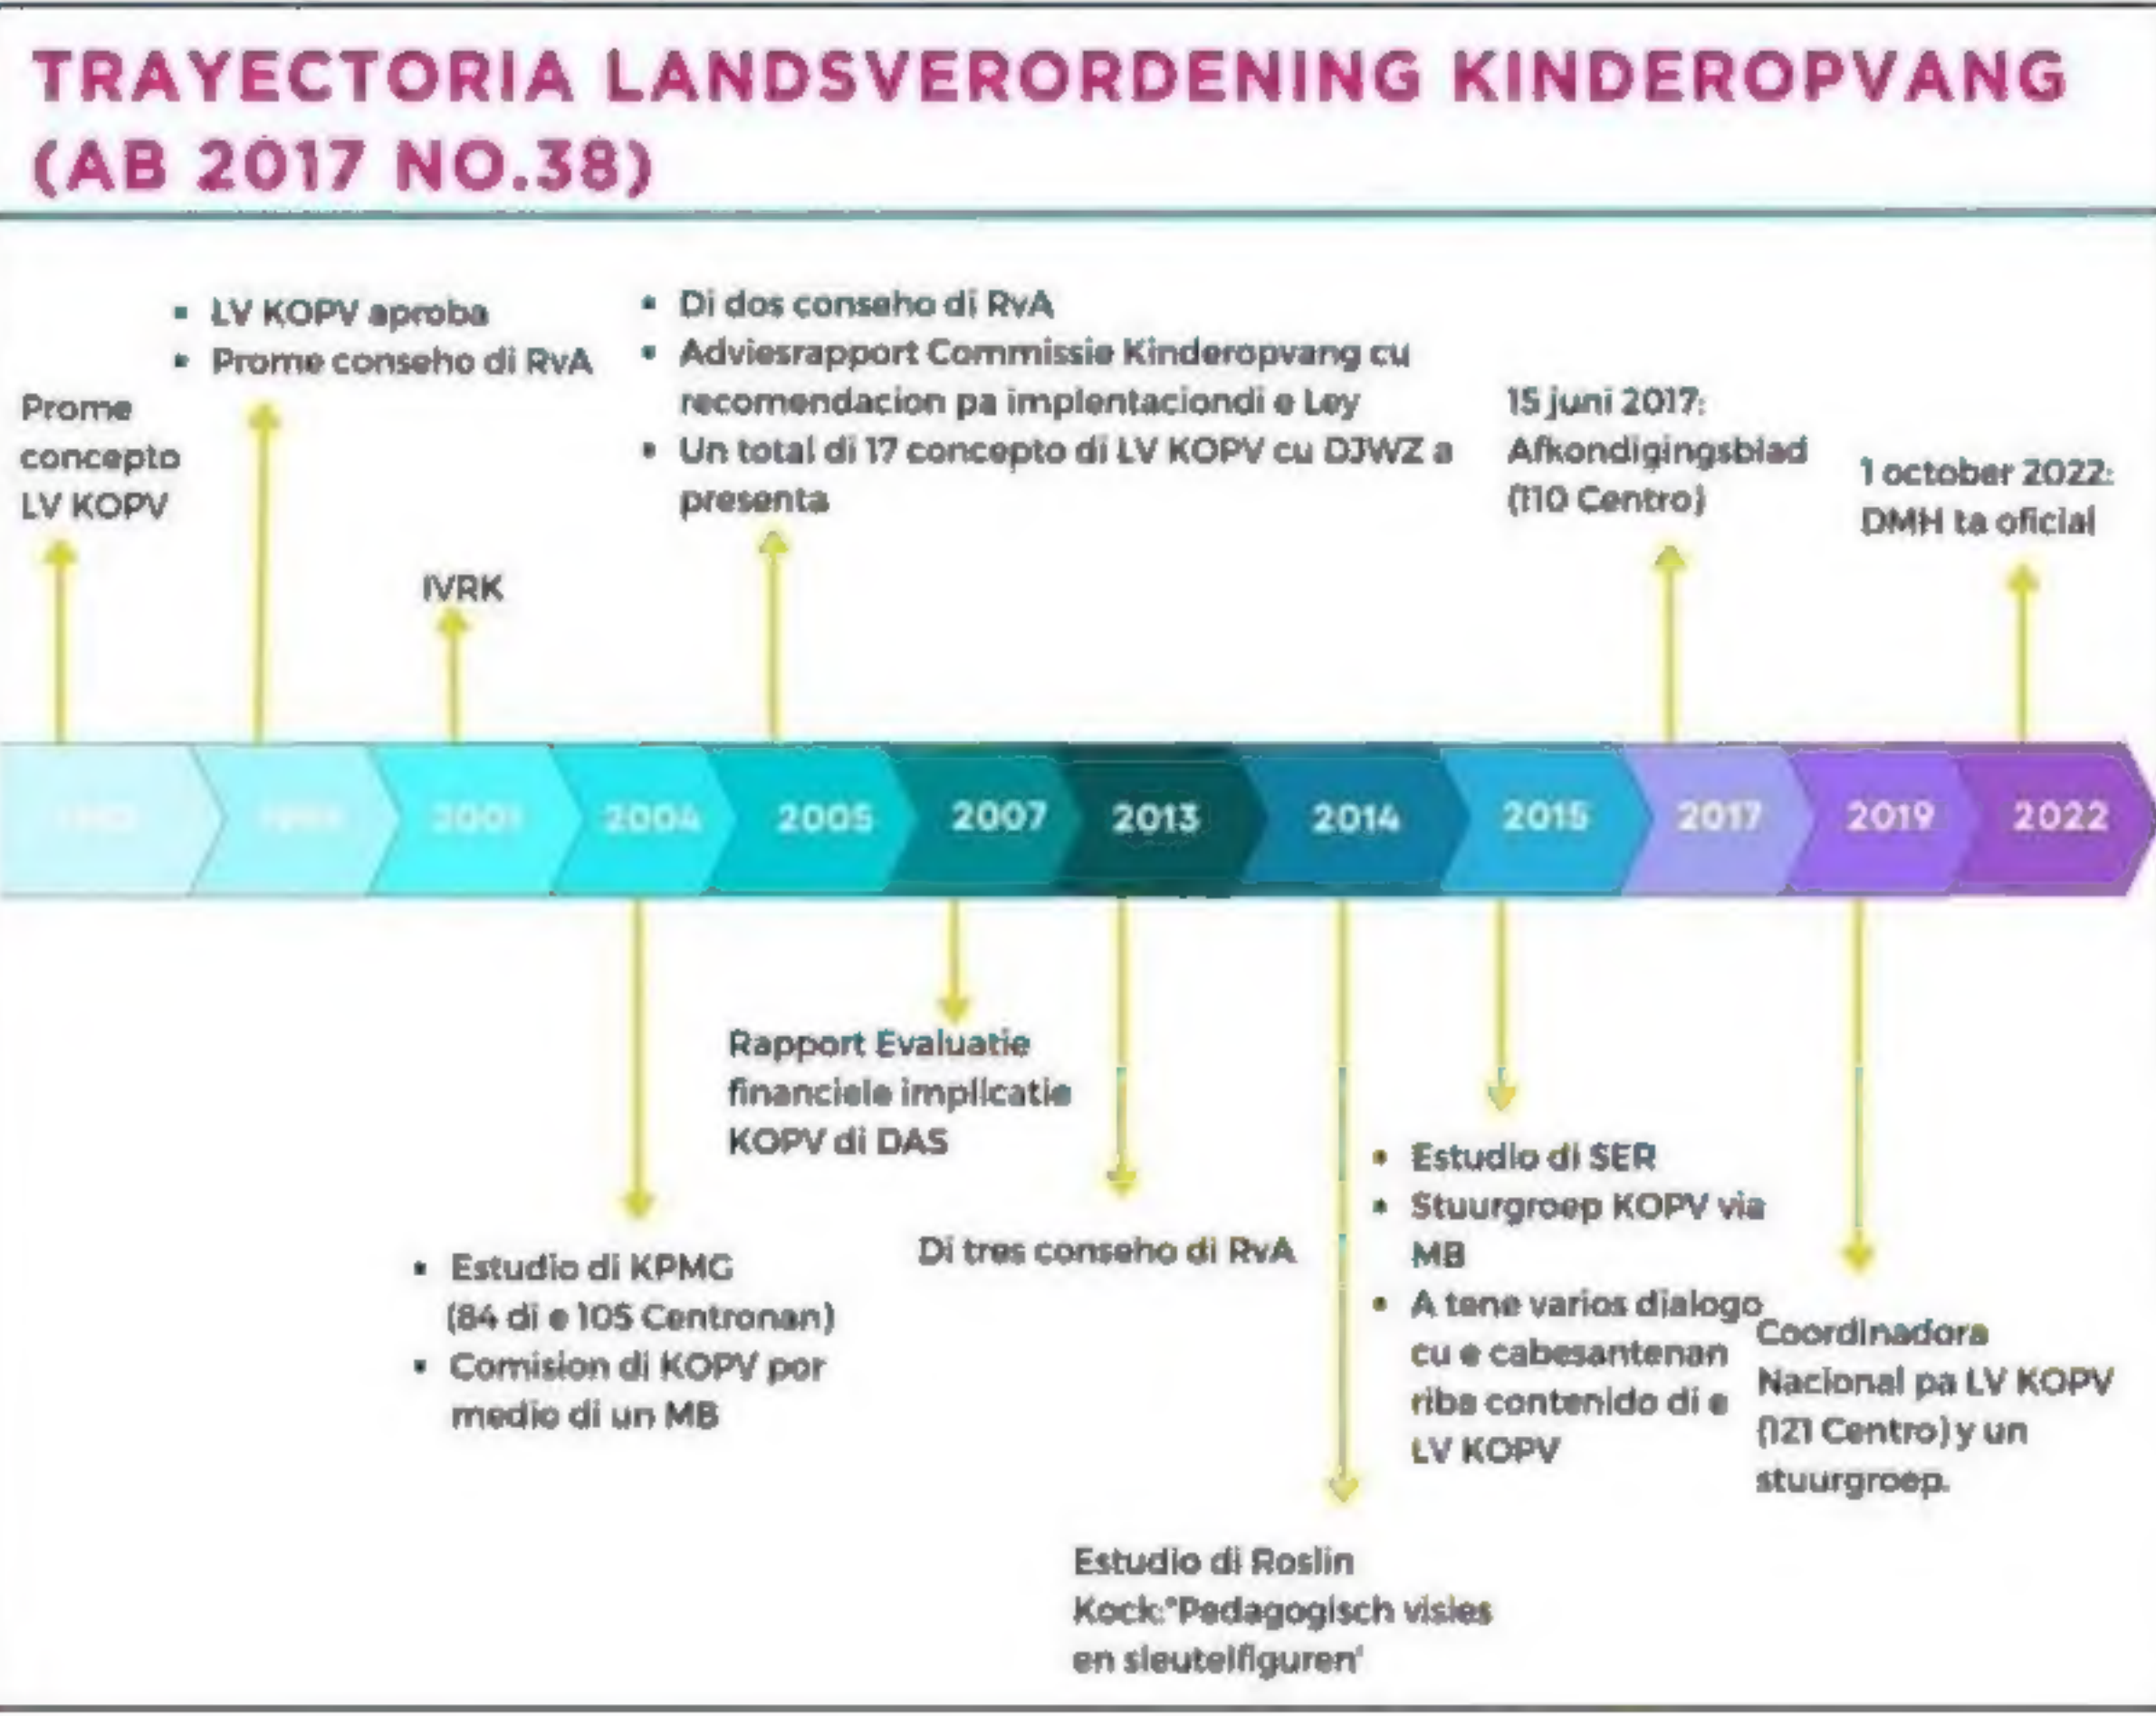 TRAYECTORIA LANDSVERORDENING KINDEROPVANG
(AB 2017 NO.38)
Prome
concepto
LV KOPV
▪ LV KOPV aproba
▪ Prome conseho di RvA
IVRK
▪ Di dos conseho di RvA
▪ Adviesrapport Commissie Kinderopvang cu
recomendacion pa implentaciondi e Ley
▪ Un total di 17 concepto di LV KOPV cu DJWZ a
presenta
15 juni 2017:
Afkondigingsblad
(110 Centro)
1 october 2022:
DMH ta oficial
2001
2004
2005
2007
2013
2014
2015
2017
2019
2022
▪ Estudio di KPMG
(84 di e 105 Centronan)
▪ Comision di KOPV por
medio di un MB
Rapport Evaluatie
financiele implicatie
KOPV di DAS
Di tres conseho di RvA
Estudio di Roslin
Kock:"Pedagogisch visies
en sleutelfiguren'
• Estudio di SER
• Stuurgroep KOPV via
MB
• A tene varios dialogo
cu e cabesantenan
riba contenido di e
LV KOPV
Coordinadora
Nacional pa LV KOPV
(121 Centro) y un
stuurgroep.